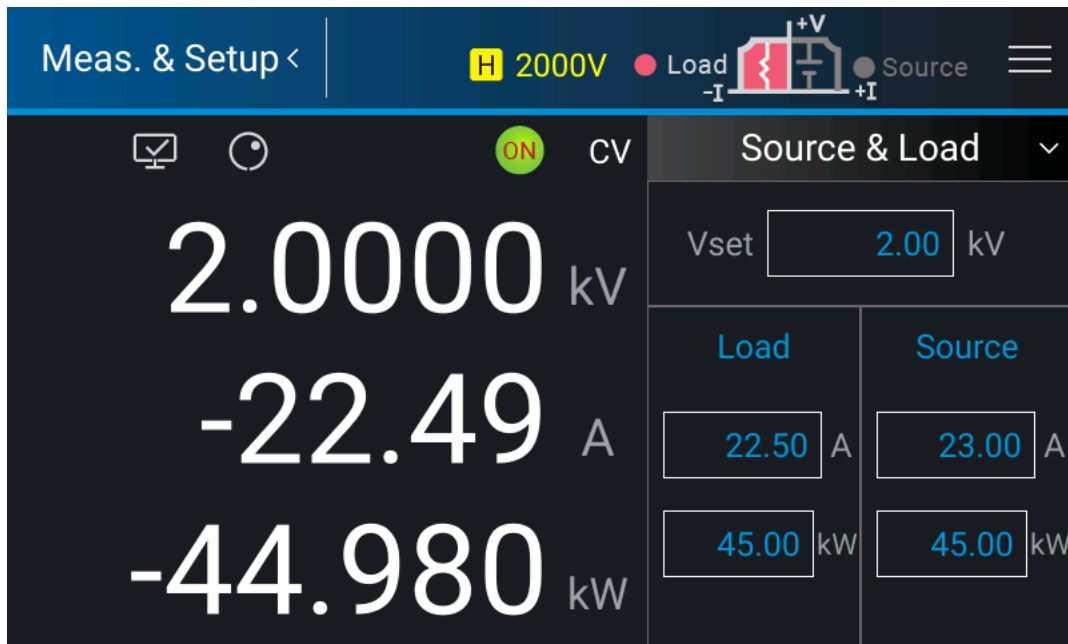 Meas. & Setup <
H 2000V
+V
Load
-I
+I
Source
ON
CV
2.0000 kV
-22.49 A
-44.980 kW
Source & Load
Vset 2.00 kV
Load Source
22.50 A 23.00 A
45.00 kW 45.00 kW